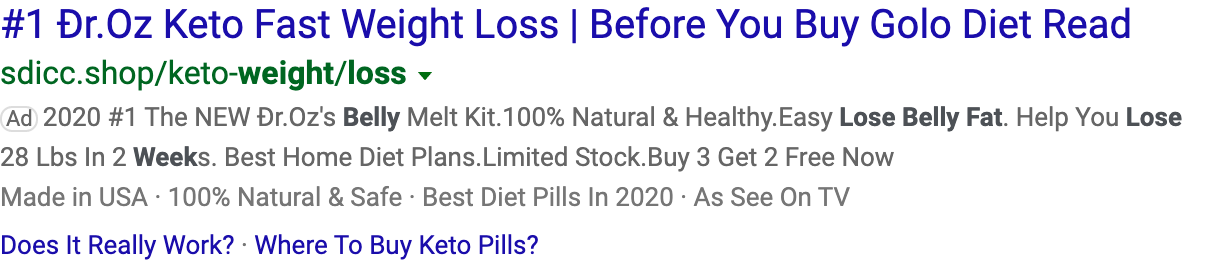 #1 Đr.Oz Keto Fast Weight Loss | Before You Buy Golo Diet Read
sdicc.shop/keto-weight/loss
Ad 2020 #1 The NEW Đr.Oz's Belly Melt Kit.100% Natural & Healthy.Easy Lose Belly Fat. Help You Lose
28 Lbs In 2 Weeks. Best Home Diet Plans.Limited Stock.Buy 3 Get 2 Free Now
Made in USA · 100% Natural & Safe · Best Diet Pills In 2020 · As See On TV
Does It Really Work? · Where To Buy Keto Pills?